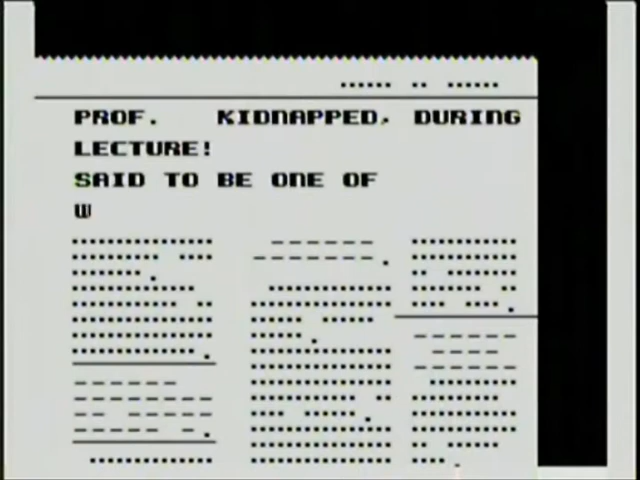 PROF. KIDNAPPED, DURING
LECTURE!
SAID TO BE ONE OF
W